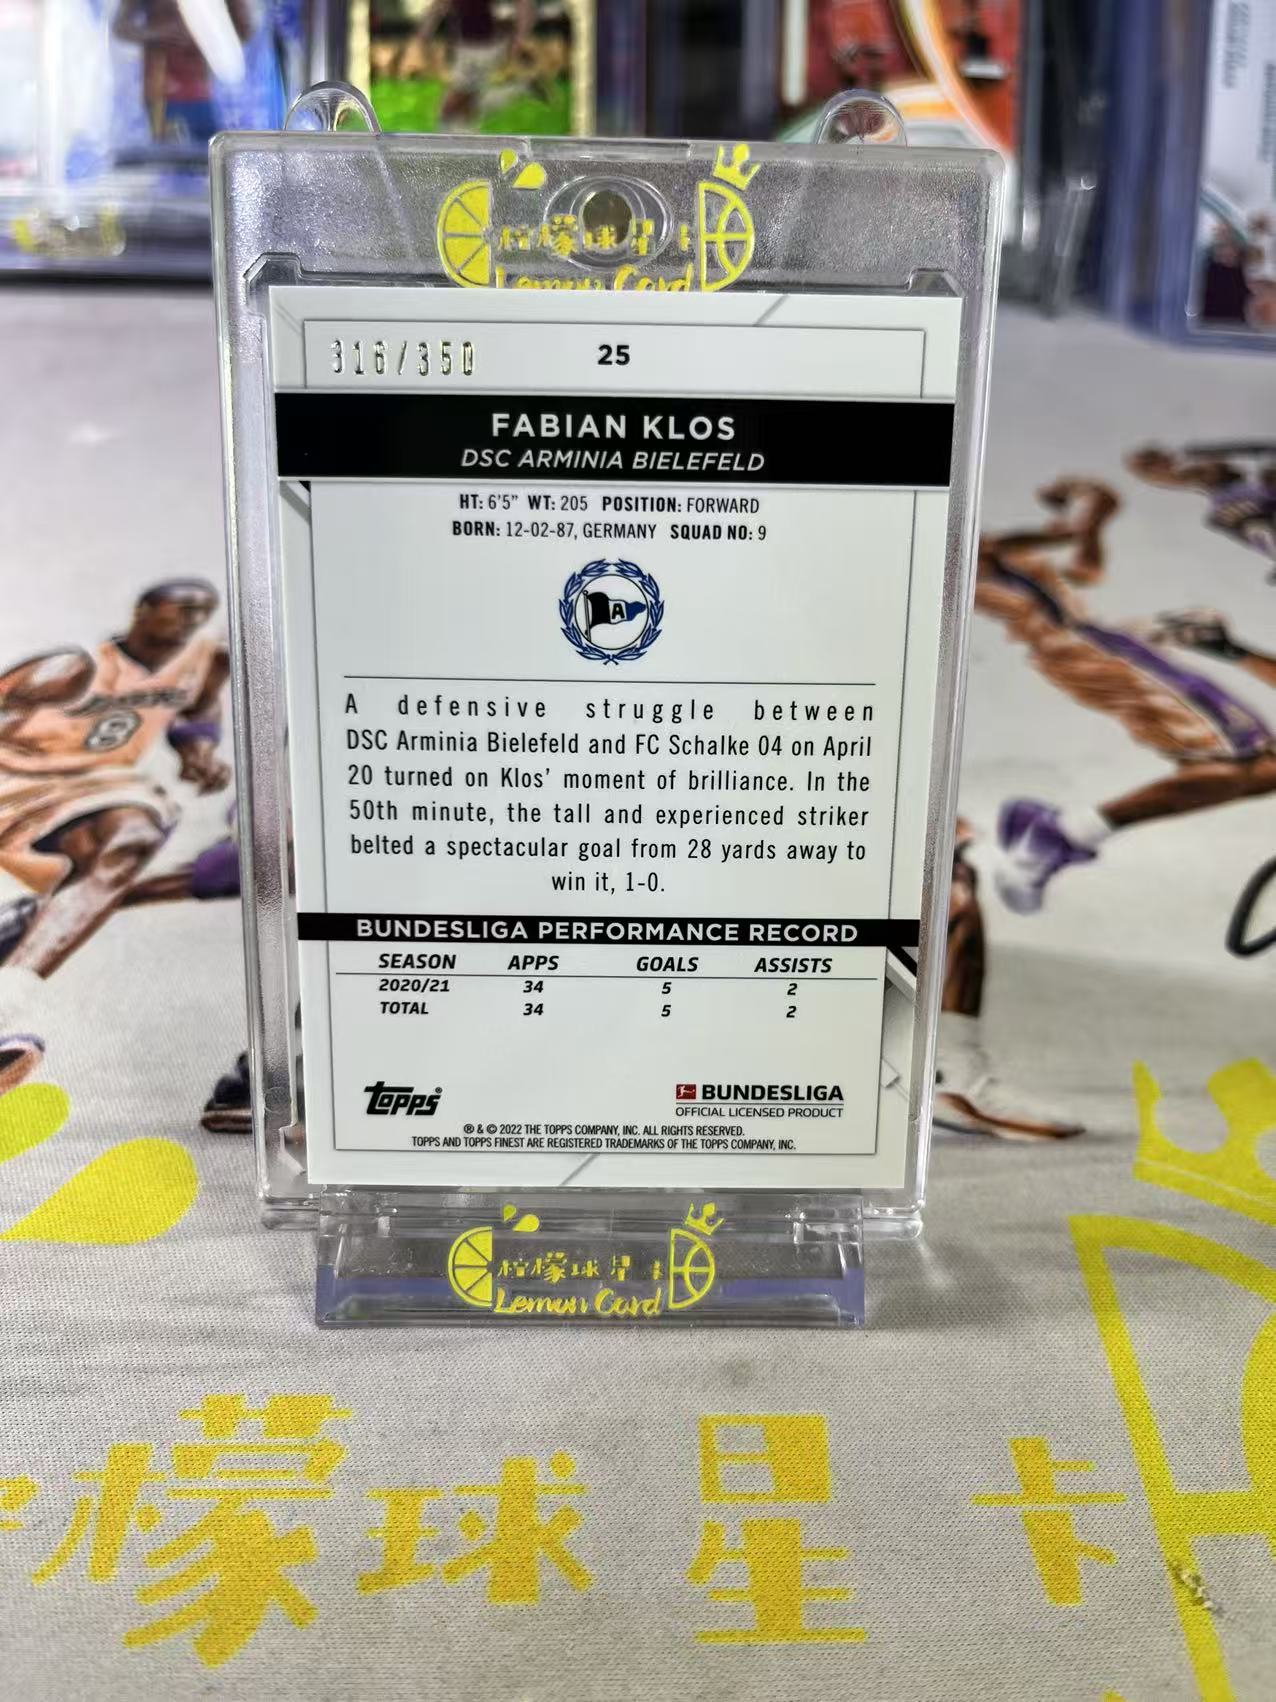 柠檬球星卡
Lemon Card
316/350
25
FABIAN KLOS
DSC ARMINIA BIELEFELD
HT: 6'5" WT: 205 POSITION: FORWARD
BORN: 12-02-87, GERMANY SQUAD NO: 9
A
A defensive struggle between
DSC Arminia Bielefeld and FC Schalke 04 on April
20 turned on Klos' moment of brilliance. In the
50th minute, the tall and experienced striker
belted a spectacular goal from 28 yards away to
win it, 1-0.
BUNDESLIGA PERFORMANCE RECORD
SEASON APPS GOALS ASSISTS
2020/21 34 5 2
TOTAL 34 5 2
topps®
BUNDESLIGA
OFFICIAL LICENSED PRODUCT
® & © 2022 THE TOPPS COMPANY, INC. ALL RIGHTS RESERVED.
TOPPS AND TOPPS FINEST ARE REGISTERED TRADEMARKS OF THE TOPPS COMPANY, INC.
柠檬球星卡
Lemon Card
檬球星卡
8